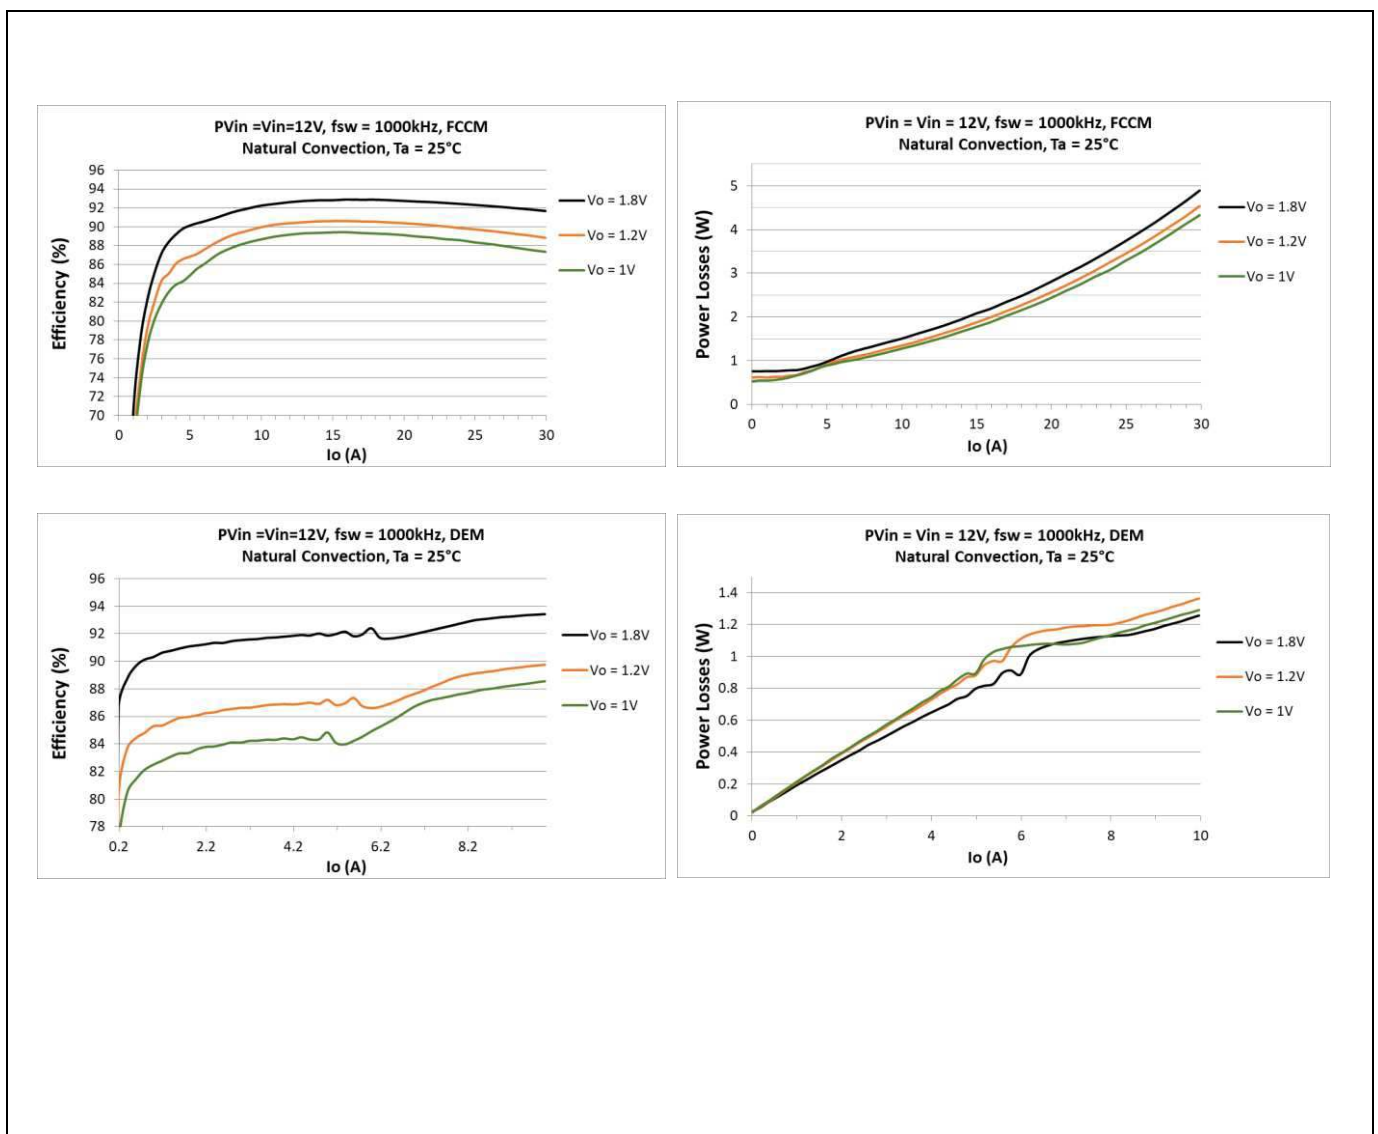 PVin =Vin=12V, fsw = 1000kHz, FCCM
Natural Convection, Ta = 25°C
Efficiency (%)
96
94
92
90
88
86
84
82
80
78
76
74
72
70
0
5
10
15
20
25
30
Io (A)
Vo = 1.8V
Vo = 1.2V
Vo = 1V
PVin = Vin = 12V, fsw = 1000kHz, FCCM
Natural Convection, Ta = 25°C
Power Losses (W)
5
4
3
2
1
0
0
5
10
15
20
25
30
Io (A)
Vo = 1.8V
Vo = 1.2V
Vo = 1V
PVin =Vin=12V, fsw = 1000kHz, DEM
Natural Convection, Ta = 25°C
Efficiency (%)
96
94
92
90
88
86
84
82
80
78
0.2
2.2
4.2
6.2
8.2
Io (A)
Vo = 1.8V
Vo = 1.2V
Vo = 1V
PVin = Vin = 12V, fsw = 1000kHz, DEM
Natural Convection, Ta = 25°C
Power Losses (W)
1.4
1.2
1
0.8
0.6
0.4
0.2
0
0
2
4
6
8
10
Io (A)
Vo = 1.8V
Vo = 1.2V
Vo = 1V